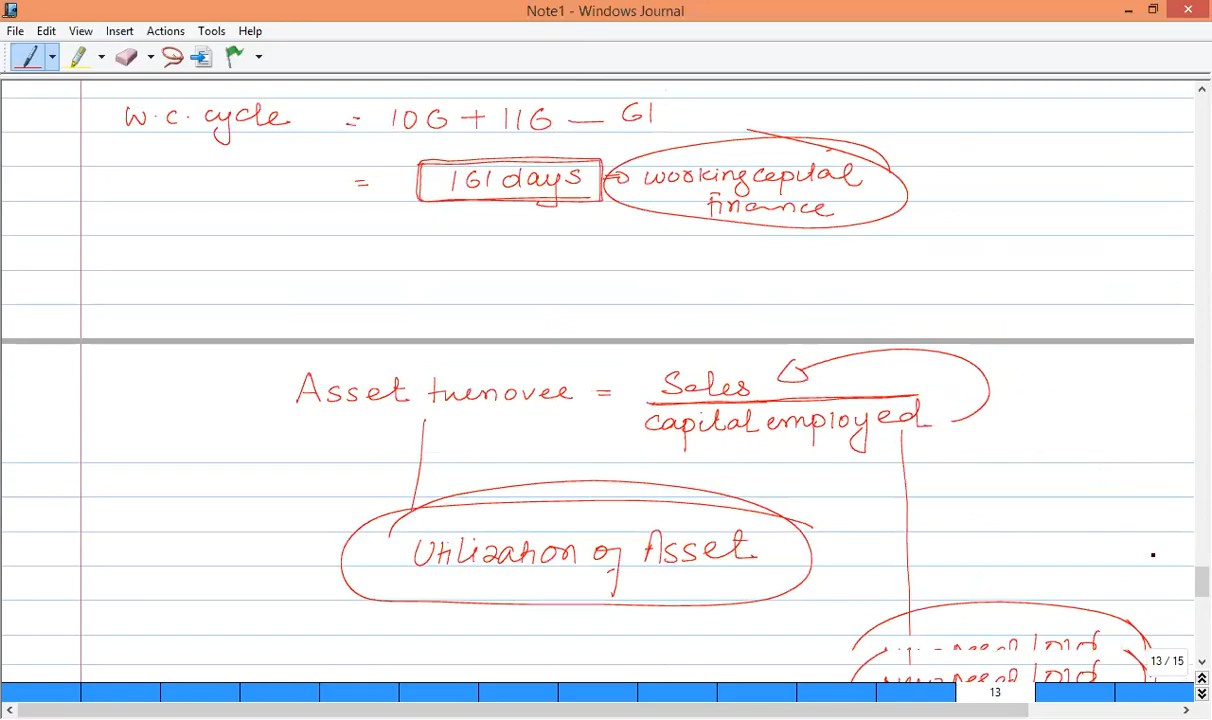 Note1 - Windows Journal
File Edit View Insert Actions Tools Help
W.C. cycle = 106 + 116 — 61
= 161 days → working cepital
finance
Asset turnover = Sales
capital employed
Utilization of Asset
13 / 15
13